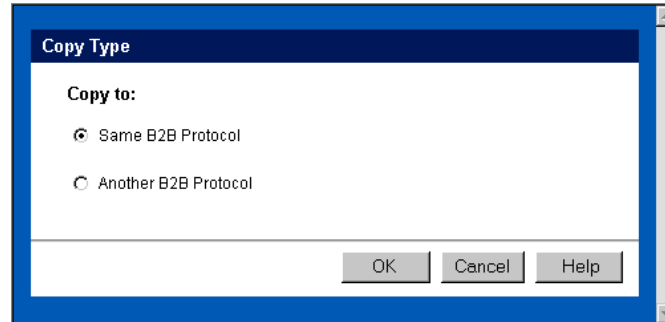 Copy Type
Copy to:
Same B2B Protocol
Another B2B Protocol
OK Cancel Help